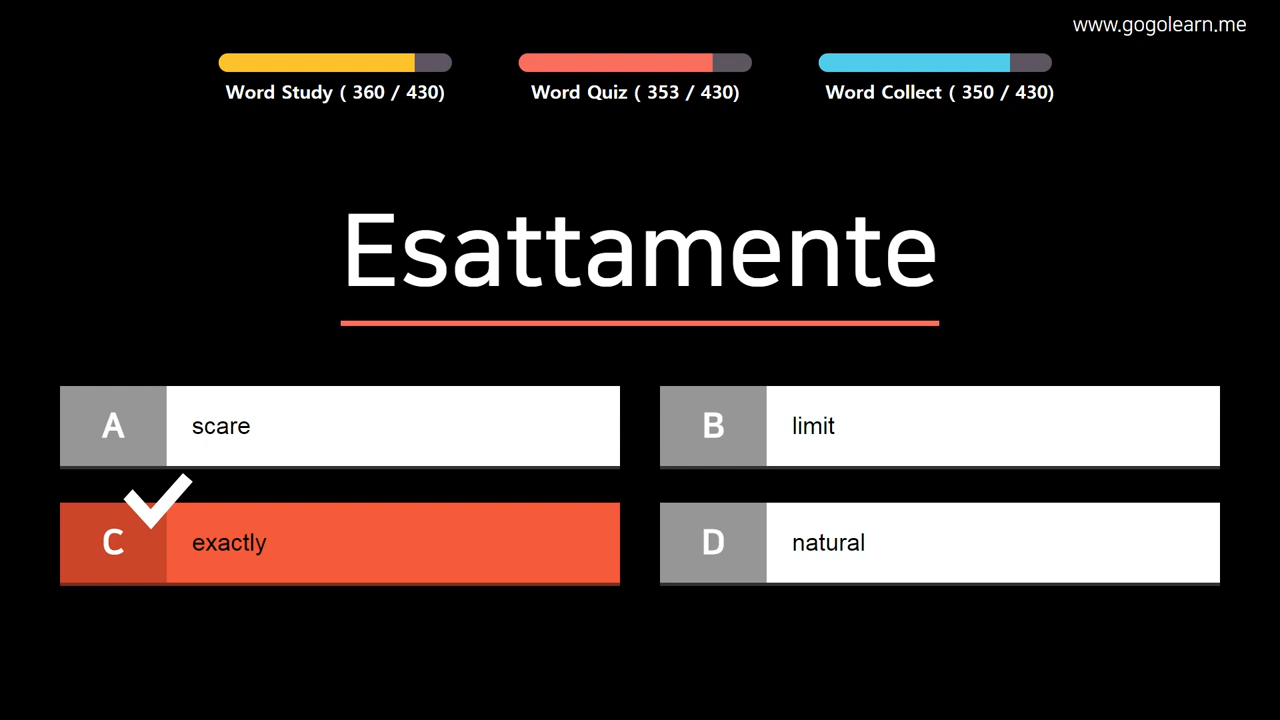 www.gogolearn.me
Word Study ( 360 / 430)
Word Quiz ( 353 / 430)
Word Collect ( 350 / 430)
Esattamente
A scare
B limit
C exactly
D natural